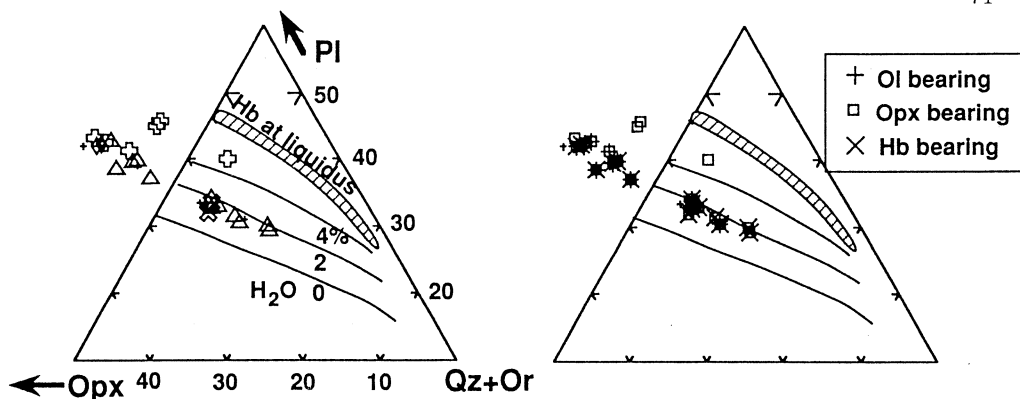 Pl
50
Hb at liquidus
40
30
4%
2
H2O 0
20
Opx 40 30 20 10 Qz+Or
Ol bearing
Opx bearing
Hb bearing